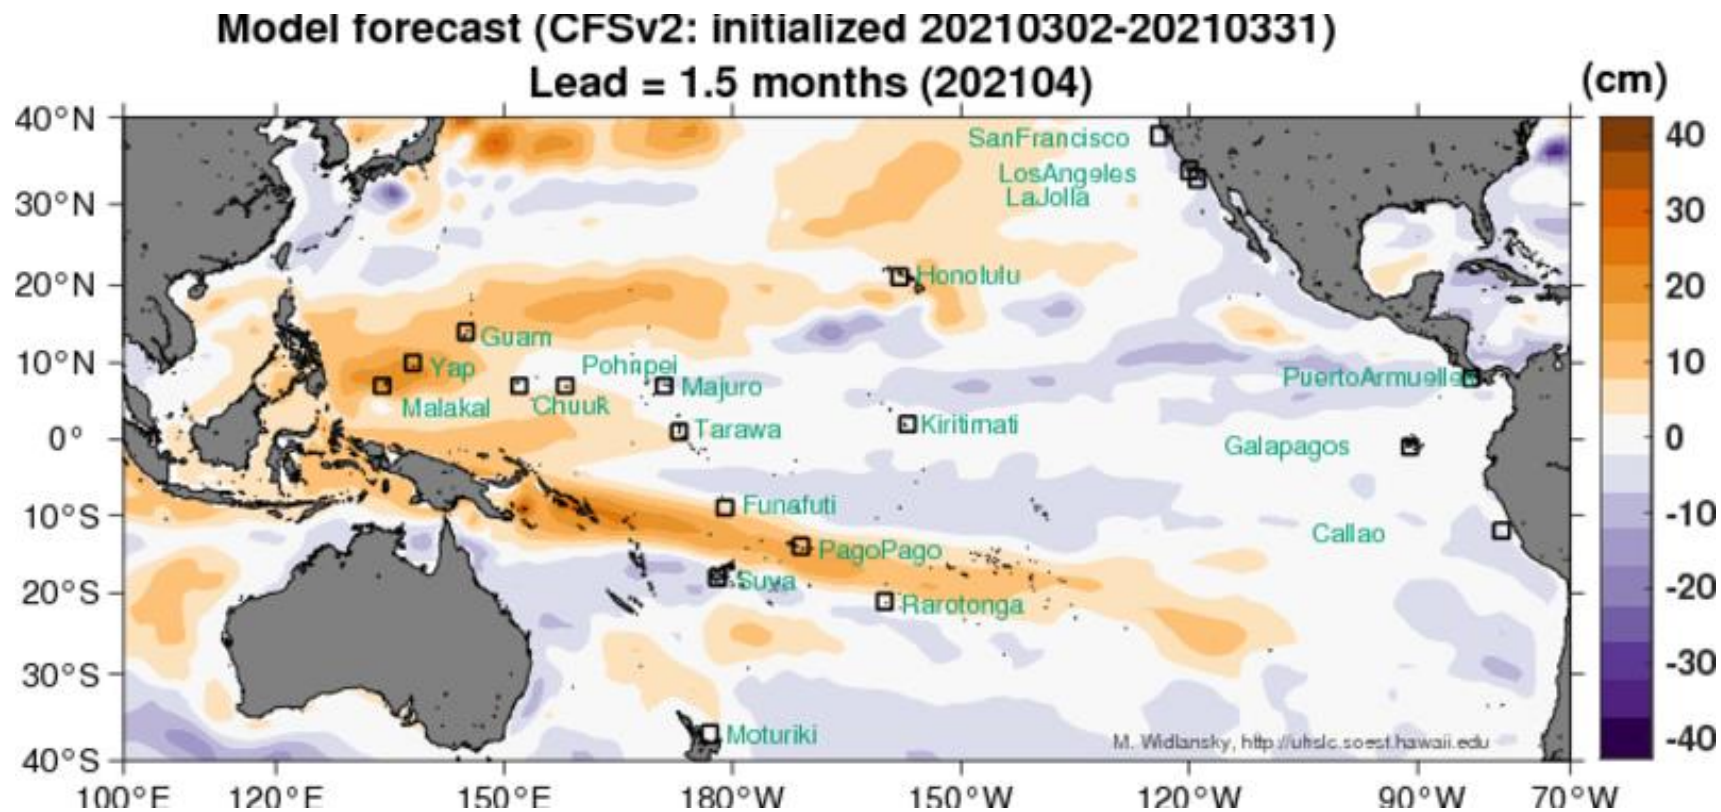 Model forecast (CFSv2: initialized 20210302-20210331)
Lead = 1.5 months (202104)
(cm)
40°N
30°N
20°N
10°N
0°
10°S
20°S
30°S
40°S
SanFrancisco
LosAngeles
LaJolla
Honolulu
Guam
Yap
Pohnpei
Malakal
Chuuk
Majuro
PuertoArmuelle
Tarawa
Kiritimati
Galapagos
Funafuti
Callao
PagoPago
Suva
Rarotonga
Moturiki
M. Widlansky, http://uhslc.soest.hawaii.edu
100°E
120°E
150°E
180°W
150°W
120°W
90°W
70°W
40
30
20
10
0
-10
-20
-30
-40